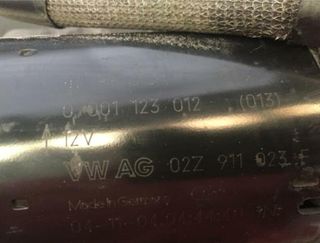 0 001 123 012 (013)
12V
VW AG 02Z 911 023 F
Made in Germany